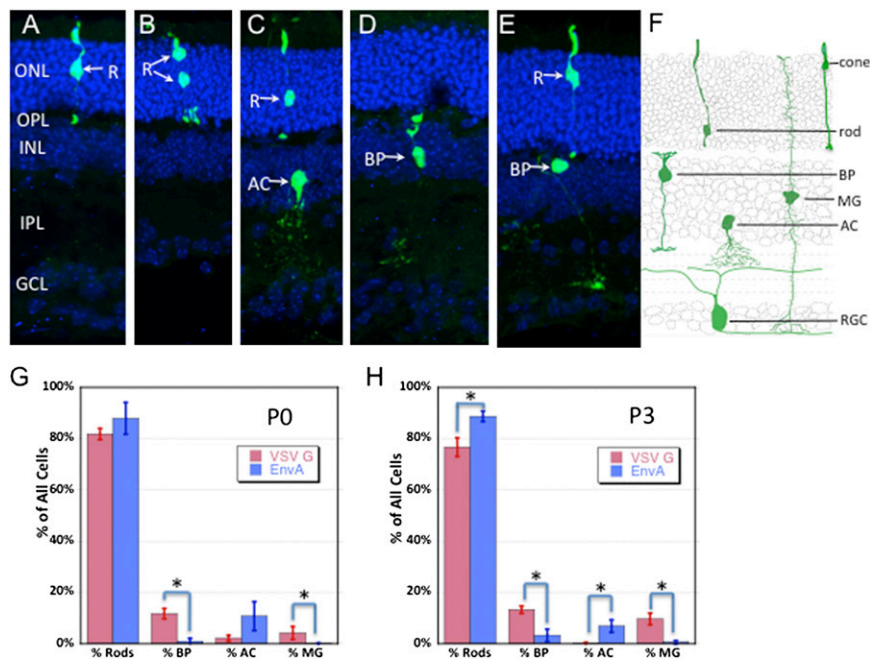 A
ONL
R
OPL
INL
IPL
GCL
B
R
C
R
AC
D
BP
E
R
BP
F
cone
rod
BP
MG
AC
RGC
G
P0
VSV G
EnvA
% of All Cells
100%
80%
60%
40%
20%
0%
*
*
% Rods
% BP
% AC
% MG
H
P3
VSV G
EnvA
% of All Cells
100%
80%
60%
40%
20%
0%
*
*
*
*
% Rods
% BP
% AC
% MG